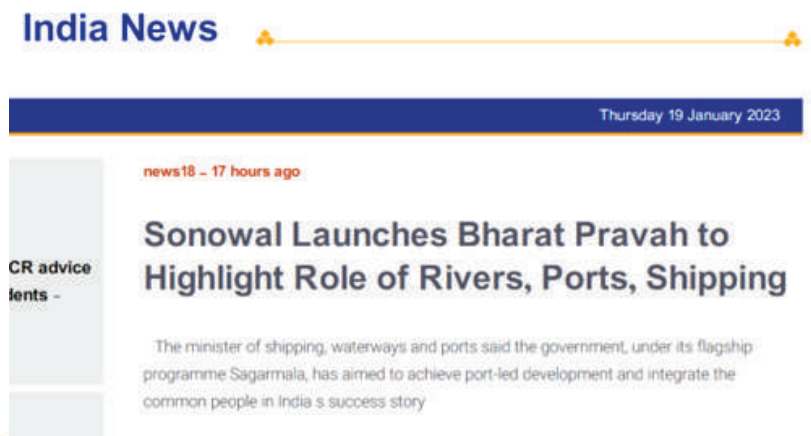 India News
Thursday 19 January 2023
news18 – 17 hours ago
Sonowal Launches Bharat Pravah to
Highlight Role of Rivers, Ports, Shipping
CR advice
dents –
The minister of shipping, waterways and ports said the government, under its flagship
programme Sagarmala, has aimed to achieve port-led development and integrate the
common people in India s success story